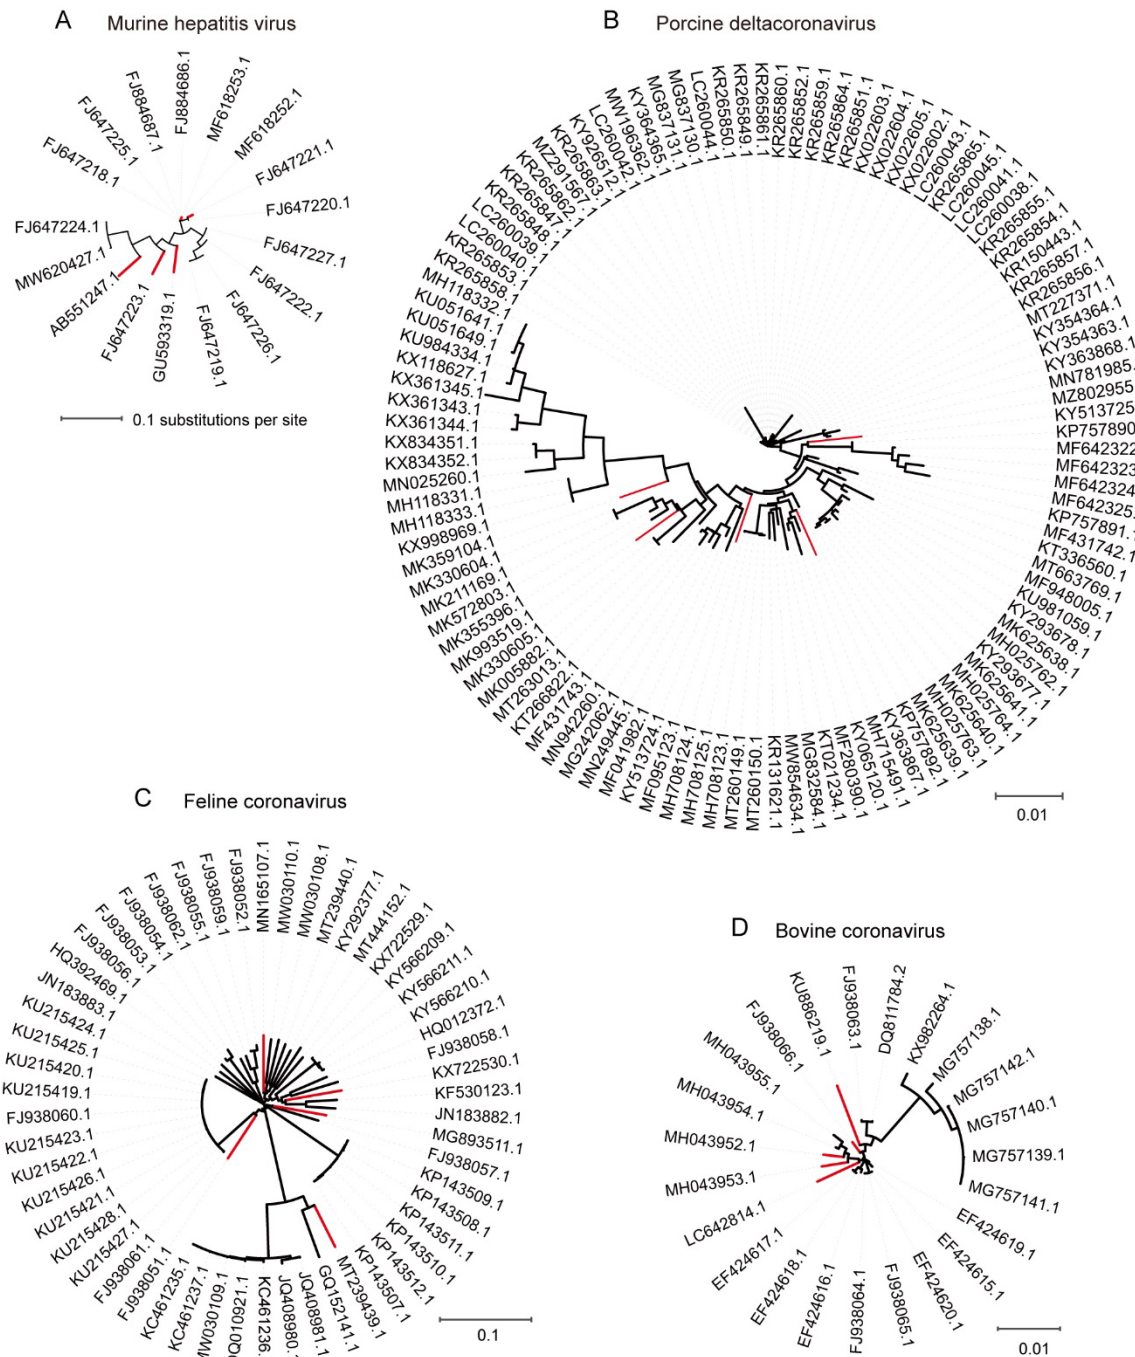 A Murine hepatitis virus
FJ647218.1
FJ647225.1
FJ884687.1
FJ884686.1
MF618253.1
MF618252.1
FJ647221.1
FJ647220.1
FJ647227.1
FJ647222.1
FJ647226.1
FJ647219.1
GU593319.1
FJ647223.1
AB551247.1
MW620427.1
FJ647224.1
0.1 substitutions per site
B Porcine deltacoronavirus
KR265861.1
KR265860.1
KR265852.1
KR265859.1
KR265864.1
KR265851.1
KX022603.1
KX022604.1
KX022605.1
KX022602.1
LC260043.1
KR265865.1
LC260045.1
LC260041.1
LC260038.1
KR265855.1
KR265854.1
KR150443.1
KR265857.1
KR265856.1
MT227371.1
KY354364.1
KY354363.1
KY363868.1
MN781985.
MZ802955
KY513725
KP757890
MF642322
MF642323
MF642324
MF642325.
KP757891.1
MF431742.1
KT336560.1
MT663769.1
MF948005.1
KU981059.1
KY293678.1
MK625638.1
MH025762.1
KY293677.1
MK625641.1
MH025764.1
MK625640.1
MH025763.1
MK625639.1
KP757892.1
KY363867.1
MH715491.1
KY065120.1
MF280390.1
KT021234.1
MG832584.1
MW854634.1
KR131621.1
MT260150.1
MT260149.1
MH708123.1
MH708125.1
MH708124.1
MF095123.1
KY513724.1
MF041982.1
MN249445.1
MG242062.1
MN942260.1
MF431743.1
KT266822.1
MT263013.1
MK005882.1
MK330605.1
MK993519.1
MK355396.1
MK572803.1
MK211169.1
MK330604.1
MK359104.1
KX998969.1
MH118333.1
MH118331.1
MN025260.1
KX834352.1
KX834351.1
KX361344.1
KX361343.1
KX361345.1
KX118627.1
KU984334.1
KU051649.1
KU051641.1
MH118332.1
KR265858.1
KR265853.1
LC260040.1
LC260039.1
KR265848.1
KR265847.1
KR265862.1
MZ291567.1
KR265863.1
KY926512.1
LC260042.1
MW196362.1
KY364365.1
MG837131.1
MG837130.1
LC260044.1
KR265850.1
KR265849.1
0.01
C Feline coronavirus
MN165107.1
MW030110.1
MW030108.1
MT239440.1
KY292377.1
MT444152.1
KX722529.1
KY566209.1
KY566211.1
KY566210.1
HQ012372.1
FJ938058.1
KX722530.1
KF530123.1
JN183882.1
MG893511.1
FJ938057.1
KP143509.1
KP143508.1
KP143511.1
KP143510.1
KP143512.1
KP143507.1
MT239439.1
GQ152141.1
JQ408981.1
JQ408980.1
KC461236.
DQ010921.1
MW030109.1
KC461237.1
KC461235.1
FJ938051.1
FJ938061.1
KU215427.1
KU215428.1
KU215421.1
KU215426.1
KU215422.1
KU215423.1
FJ938060.1
KU215419.1
KU215420.1
KU215425.1
KU215424.1
JN183883.1
HQ392469.1
FJ938056.1
FJ938053.1
FJ938054.1
FJ938062.1
FJ938055.1
FJ938059.1
FJ938052.1
0.1
D Bovine coronavirus
FJ938063.1
DQ811784.2
KX982264.1
MG757138.1
MG757142.1
MG757140.1
MG757139.1
MG757141.1
EF424619.1
EF424615.1
EF424620.1
FJ938065.1
FJ938064.1
EF424616.1
EF424618.1
EF424617.1
LC642814.1
MH043953.1
MH043952.1
MH043954.1
MH043955.1
FJ938066.1
KU886219.1
0.01